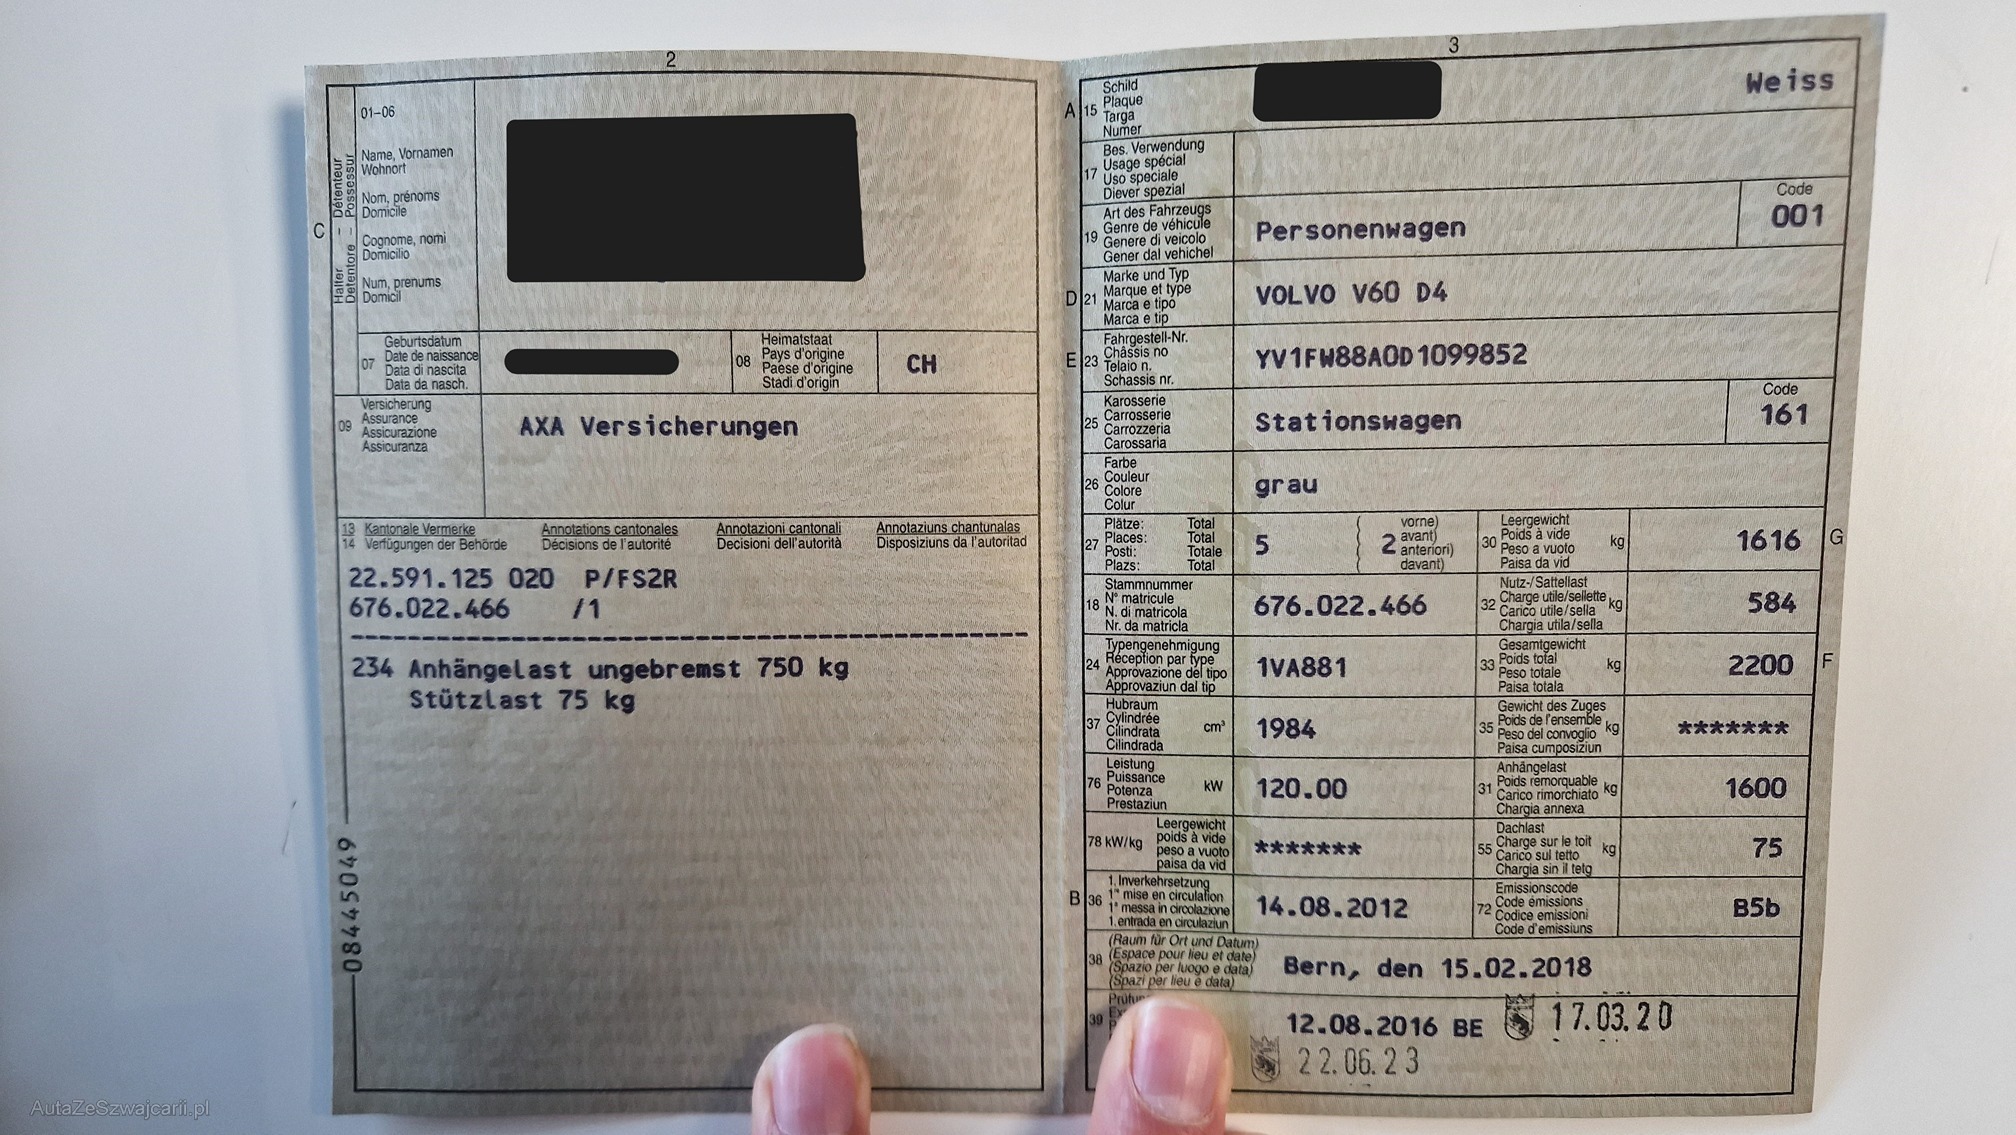 2
01-06
Halter - Détenteur
Detentore - Possessur
C
Name, Vornamen
Wohnort
Nom, prénoms
Domicile
Cognome, nomi
Domicilio
Num, prenums
Domicil
07
Geburtsdatum
Date de naissance
Data di nascita
Data da nasch.
08
Heimatstaat
Pays d'origine
Paese d'origine
Stadi d'origin
CH
09
Versicherung
Assurance
Assicurazione
Assicuranza
AXA Versicherungen
13 Kantonale Vermerke Annotations cantonales Annotazioni cantonali Annotaziuns chantunalas
14 Verfügungen der Behörde Décisions de l'autorité Decisioni dell'autorità Disposiziuns da l'autoritad
22.591.125 020 P/FS2R
676.022.466 /1
234 Anhängelast ungebremst 750 kg
Stützlast 75 kg
08445049
3
A 15
Schild
Plaque
Targa
Numer
Weiss
17
Bes. Verwendung
Usage spécial
Uso speciale
Diever spezial
19
Art des Fahrzeugs
Genre de véhicule
Genere di veicolo
Gener dal vehichel
Personenwagen
Code
001
D 21
Marke und Typ
Marque et type
Marca e tipo
Marca e tip
VOLVO V60 D4
E 23
Fahrgestell-Nr.
Châssis no
Telaio n.
Schassis nr.
YV1FW88A0D1099852
25
Karosserie
Carrosserie
Carrozzeria
Carossaria
Stationswagen
Code
161
26
Farbe
Couleur
Colore
Colur
grau
27
Plätze: Total
Places: Total
Posti: Totale
Plazs: Total
5
2
vorne)
avant)
anteriori)
davant)
30
Leergewicht
Poids à vide
Peso a vuoto
Paisa da vid
kg
1616
G
18
Stammnummer
N° matricule
N. di matricola
Nr. da matricla
676.022.466
32
Nutz-/Sattellast
Charge utile/sellette
Carico utile/sella
Chargia utila/sella
kg
584
24
Typengenehmigung
Réception par type
Approvazione del tipo
Approvaziun dal tip
1VA881
33
Gesamtgewicht
Poids total
Peso totale
Paisa totala
kg
2200
F
37
Hubraum
Cylindrée
Cilindrata
Cilindrada
cm³
1984
35
Gewicht des Zuges
Poids de l'ensemble
Peso del convoglio
Paisa cumposiziun
kg
*******
76
Leistung
Puissance
Potenza
Prestaziun
kW
120.00
31
Anhängelast
Poids remorquable
Carico rimorchiato
Chargia annexa
kg
1600
78 kW/kg
Leergewicht
poids à vide
peso a vuoto
paisa da vid
*******
55
Dachlast
Charge sur le toit
Carico sul tetto
Chargia sin il tetg
kg
75
B 36
1. Inverkehrsetzung
1re mise en circulation
1a messa in circolazione
1. entrada en circulaziun
14.08.2012
72
Emissionscode
Code émissions
Codice emissioni
Code d'emissiuns
B5b
38
(Raum für Ort und Datum)
(Espace pour lieu et date)
(Spazio per luogo e data)
(Spazi per lieu e data)
Bern, den 15.02.2018
39
12.08.2016 BE 17.03.20
22.06.23
AutaZeSzwajcarii.pl